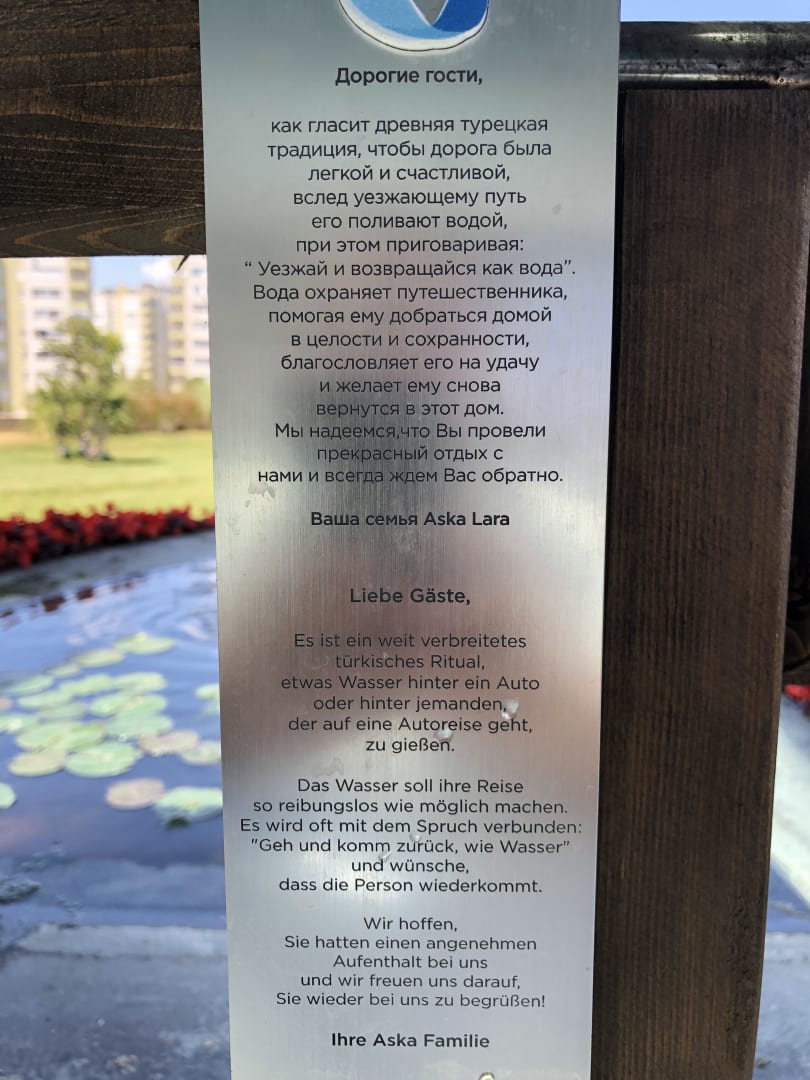 Дорогие гости,
как гласит древняя турецкая
традиция, чтобы дорога была
легкой и счастливой,
вслед уезжающему путь
его поливают водой,
при этом приговаривая:
“ Уезжай и возвращайся как вода”.
Вода охраняет путешественника,
помогая ему добраться домой
в целости и сохранности,
благословляет его на удачу
и желает ему снова
вернутся в этот дом.
Мы надеемся,что Вы провели
прекрасный отдых с
нами и всегда ждем Вас обратно.
Ваша семья Aska Lara
Liebe Gäste,
Es ist ein weit verbreitetes
türkisches Ritual,
etwas Wasser hinter ein Auto
oder hinter jemanden,
der auf eine Autoreise geht,
zu gießen.
Das Wasser soll ihre Reise
so reibungslos wie möglich machen.
Es wird oft mit dem Spruch verbunden:
"Geh und komm zurück, wie Wasser"
und wünsche,
dass die Person wiederkommt.
Wir hoffen,
Sie hatten einen angenehmen
Aufenthalt bei uns
und wir freuen uns darauf,
Sie wieder bei uns zu begrüßen!
Ihre Aska Familie